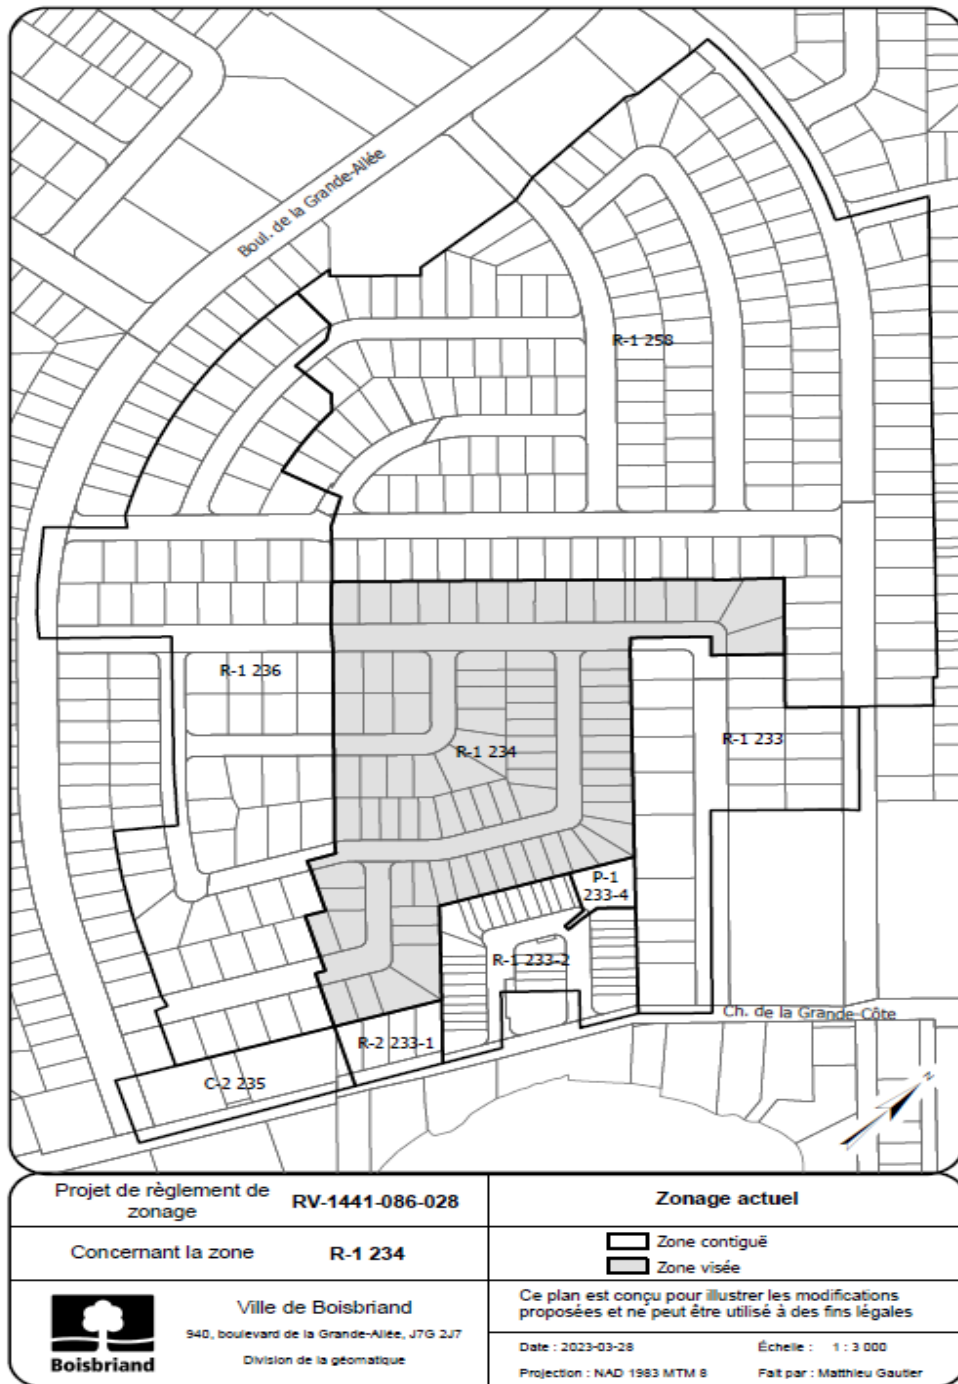 Boul. de la Grande-Allée
R-1 258
R-1 236
R-1 234
R-1 233
P-1
233-4
R-1 233-2
Ch. de la Grande Côte
R-2 233-1
C-2 235
N
Projet de règlement de
zonage
RV-1441-086-028
Zonage actuel
Concernant la zone
R-1 234
Zone contiguë
Zone visée
Boisbriand
Ville de Boisbriand
940, boulevard de la Grande-Allée, J7G 2J7
Division de la géomatique
Ce plan est conçu pour illustrer les modifications
proposées et ne peut être utilisé à des fins légales
Date : 2023-03-28
Échelle : 1 : 3 000
Projection : NAD 1983 MTM 8
Fait par : Matthieu Gautier